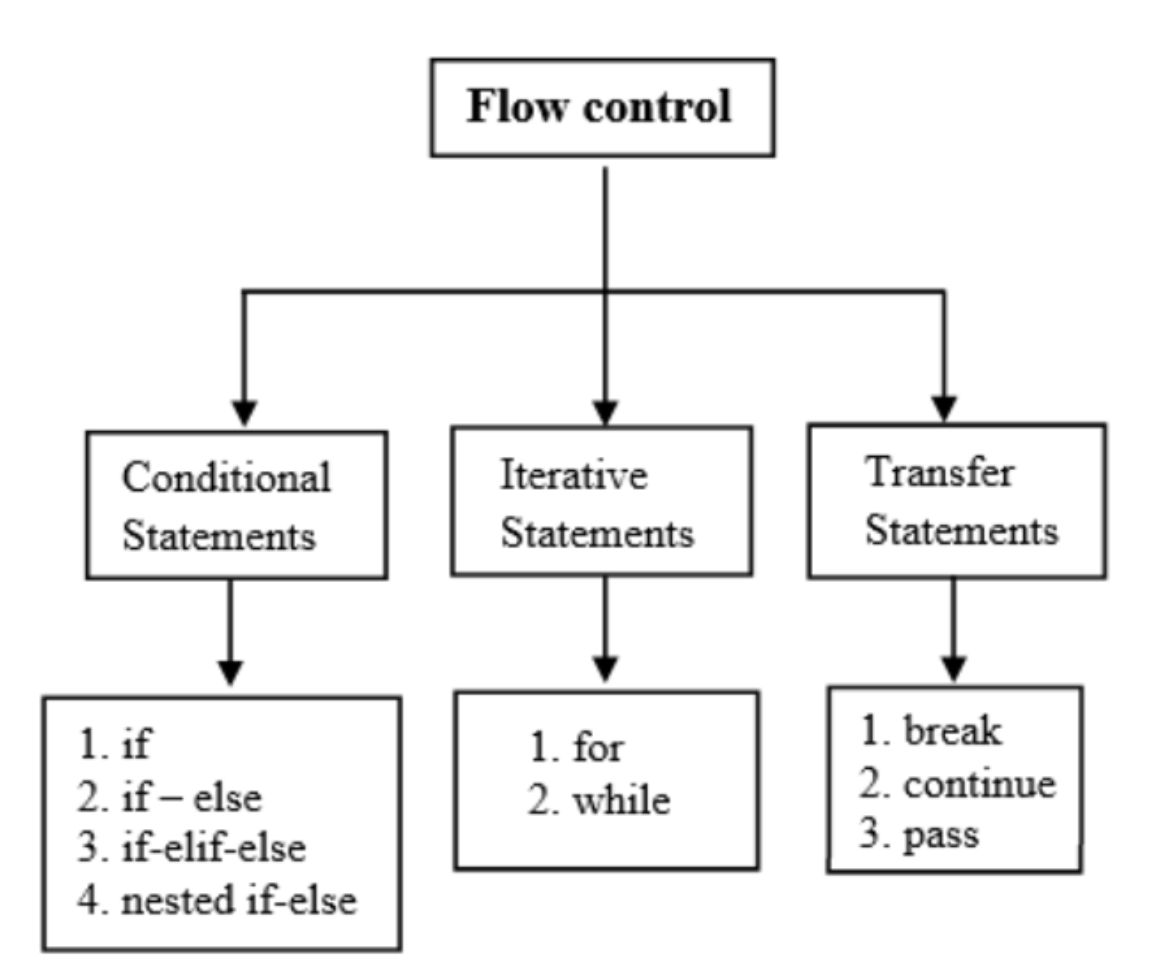 Flow control
Conditional
Statements
Iterative
Statements
Transfer
Statements
1. if
2. if – else
3. if-elif-else
4. nested if-else
1. for
2. while
1. break
2. continue
3. pass